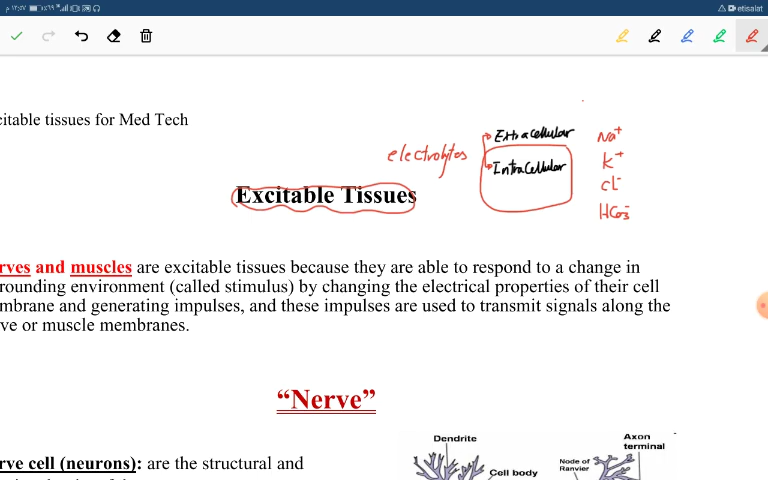 etisalat
citable tissues for Med Tech
electrolytes
Extracellular
Intracellular
Na+
K+
Cl-
HCO3-
Excitable Tissues
rves and muscles are excitable tissues because they are able to respond to a change in
rounding environment (called stimulus) by changing the electrical properties of their cell
mbrane and generating impulses, and these impulses are used to transmit signals along the
ve or muscle membranes.
“Nerve”
rve cell (neurons): are the structural and
Dendrite
Cell body
Node of
Ranvier
Axon
terminal